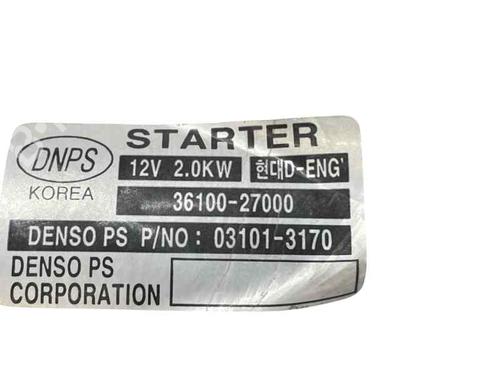 STARTER
DNPS
12V 2.0KW 현대D-ENG'
KOREA
36100-27000
DENSO PS P/NO : 03101-3170
DENSO PS
CORPORATION